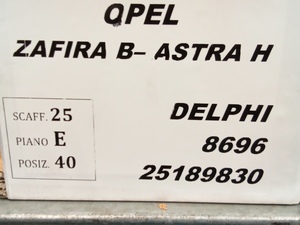 OPEL
ZAFIRA B– ASTRA H
SCAFF. 25
PIANO E
POSIZ. 40
DELPHI
8696
25189830